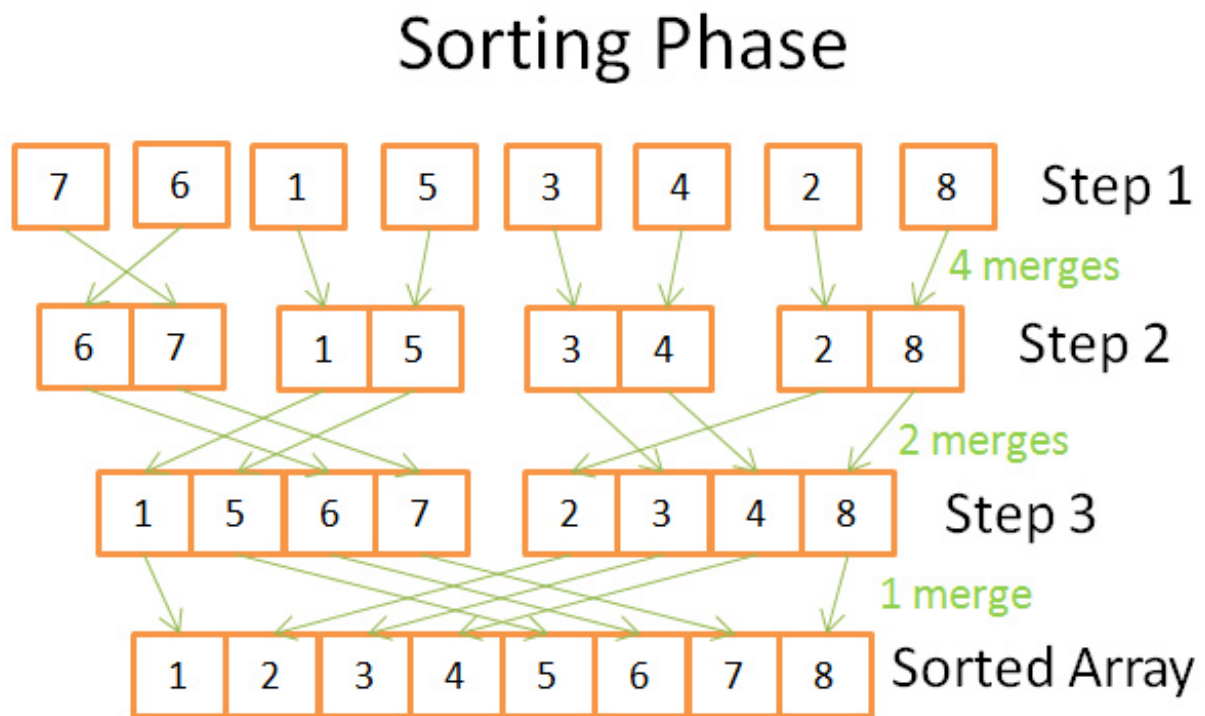 Sorting Phase
7 6 1 5 3 4 2 8 Step 1
4 merges
6 7 1 5 3 4 2 8 Step 2
2 merges
1 5 6 7 2 3 4 8 Step 3
1 merge
1 2 3 4 5 6 7 8 Sorted Array